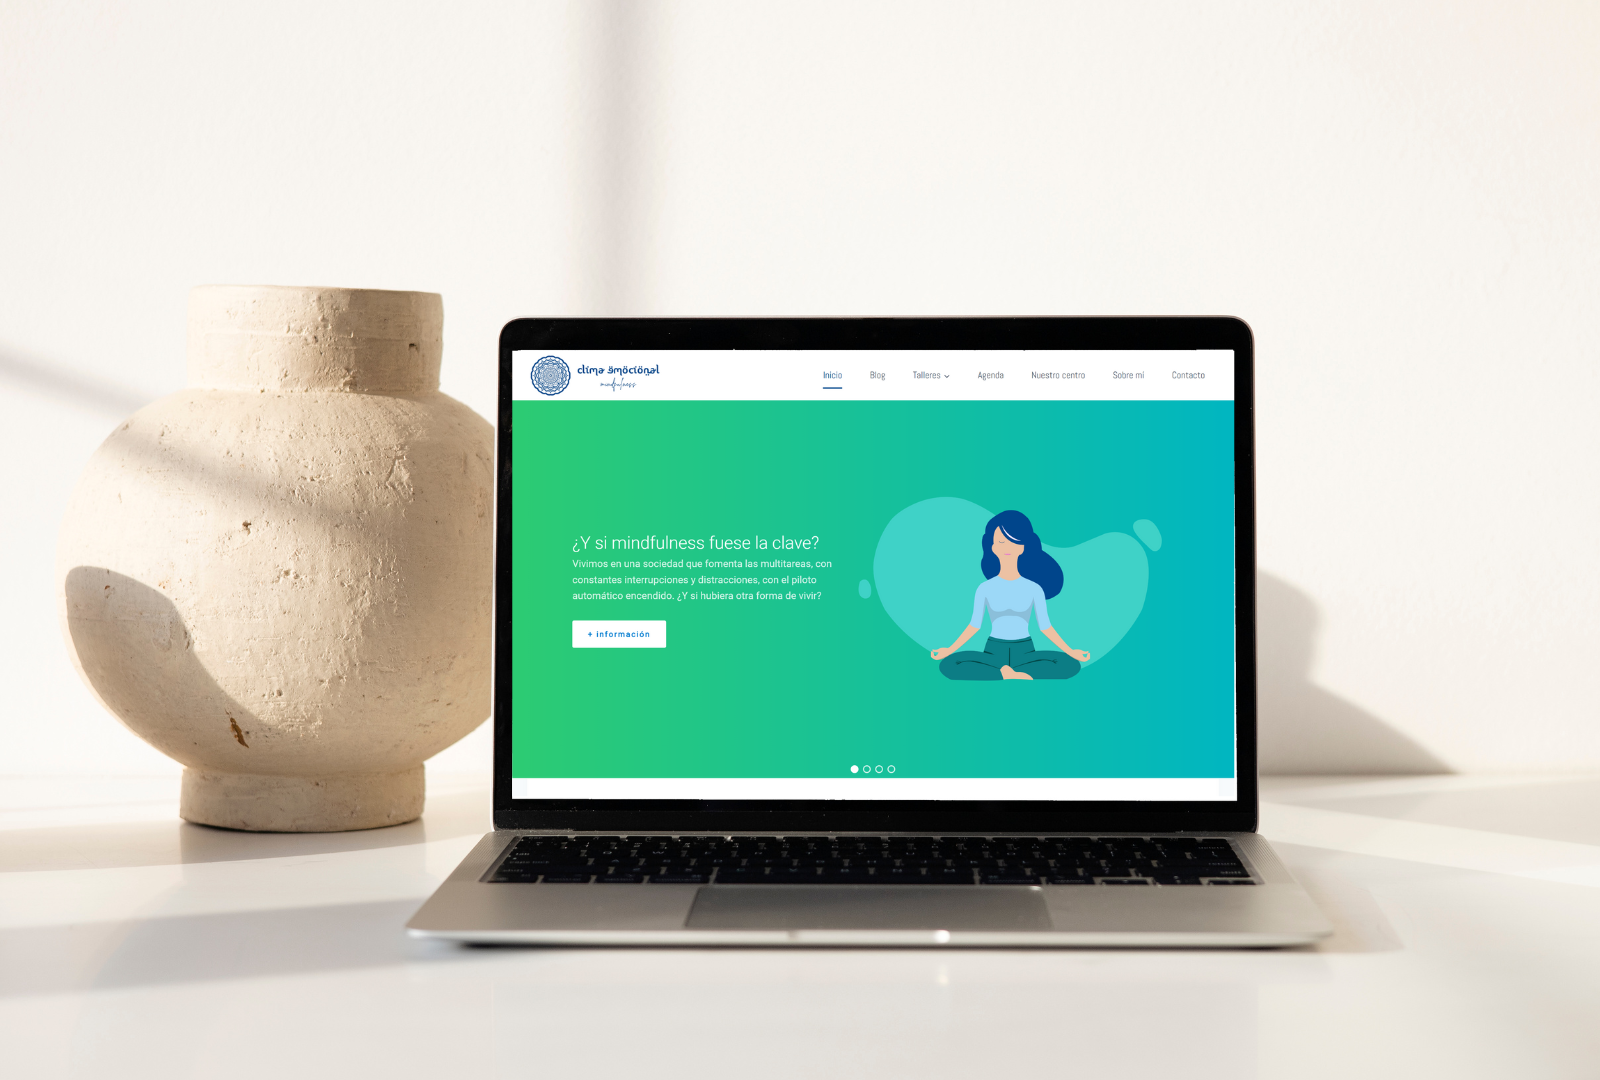 clima emocional
mindfulness
Inicio
Blog
Talleres
Agenda
Nuestro centro
Sobre mí
Contacto
¿Y si mindfulness fuese la clave?
Vivimos en una sociedad que fomenta las multitareas, con
constantes interrupciones y distracciones, con el piloto
automático encendido. ¿Y si hubiera otra forma de vivir?
+ información